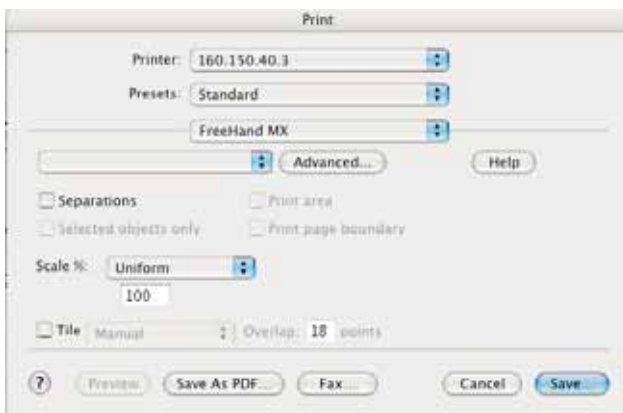 Print
Printer: 160.150.40.3
Presets: Standard
FreeHand MX
Advanced... Help
Separations Print area
Selected objects only Print page boundary
Scale %: Uniform
100
Tile Manual Overlap: 18 points
? Preview Save As PDF... Fax... Cancel Save...